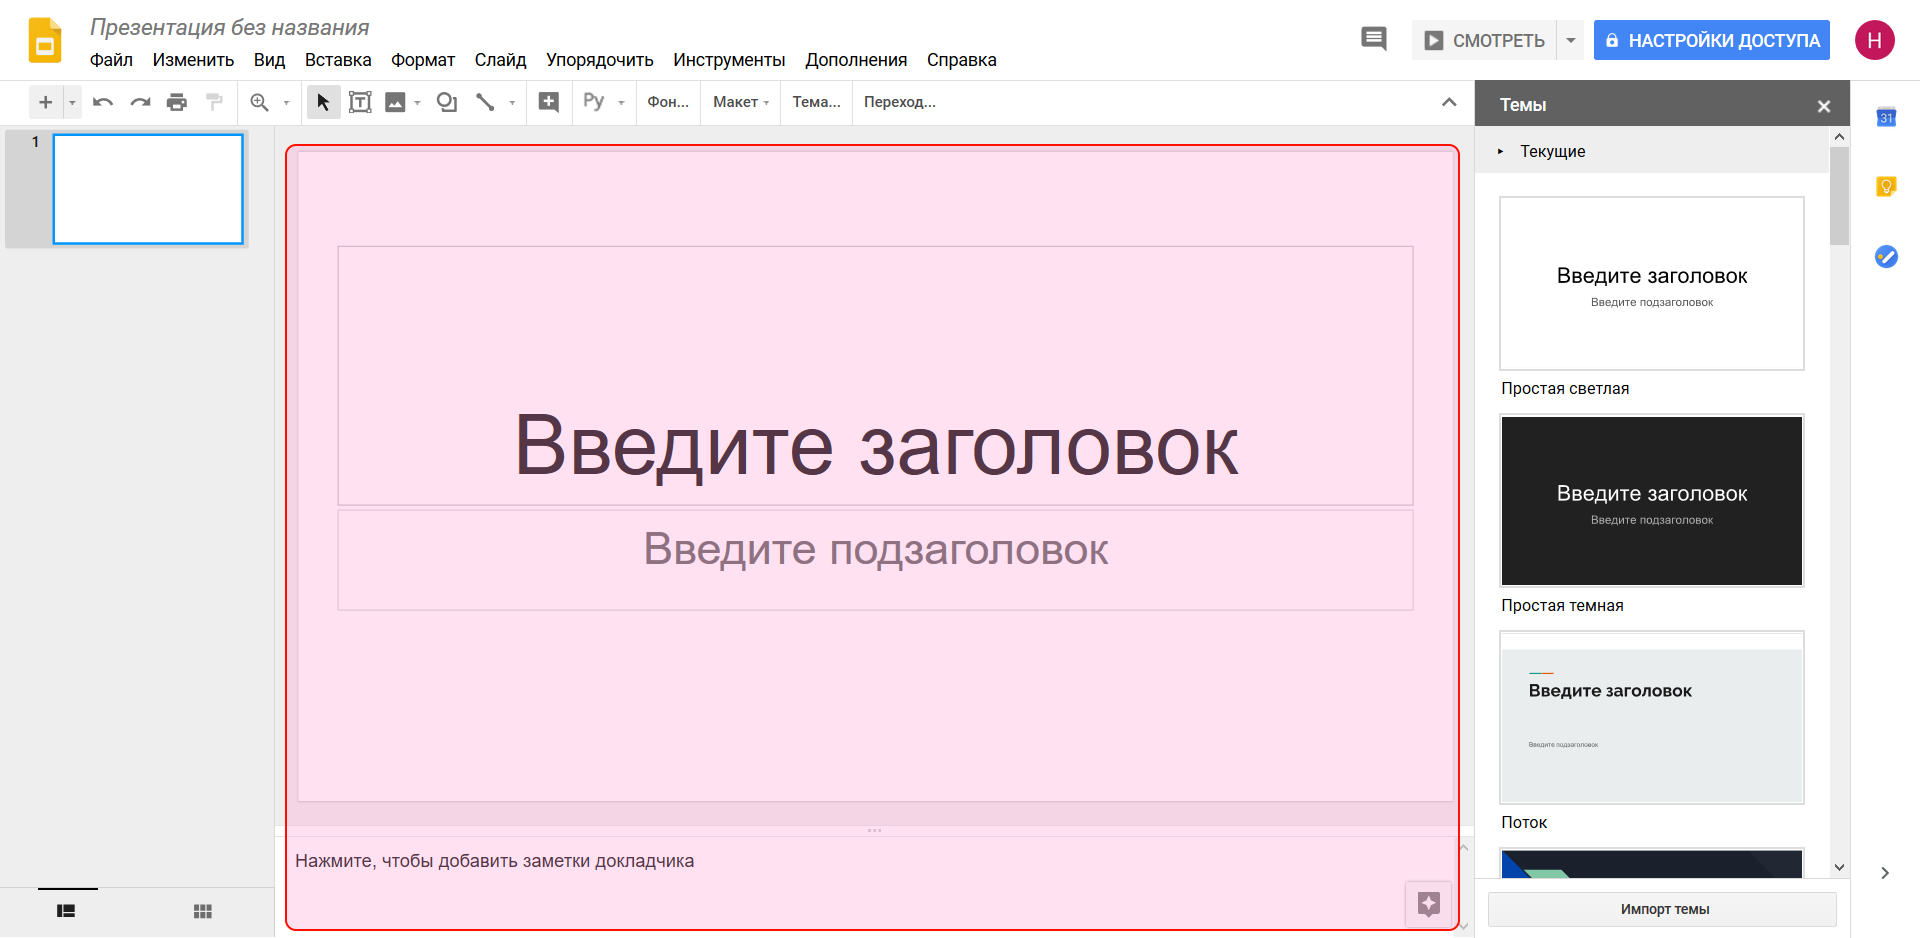 Презентация без названия
Файл Изменить Вид Вставка Формат Слайд Упорядочить Инструменты Дополнения Справка
СМОТРЕТЬ
НАСТРОЙКИ ДОСТУПА
Н
Ру
Фон... Макет Тема... Переход...
1
Введите заголовок
Введите подзаголовок
Нажмите, чтобы добавить заметки докладчика
Темы
Текущие
Введите заголовок
Введите подзаголовок
Простая светлая
Введите заголовок
Введите подзаголовок
Простая темная
Введите заголовок
Введите подзаголовок
Поток
Импорт темы
31